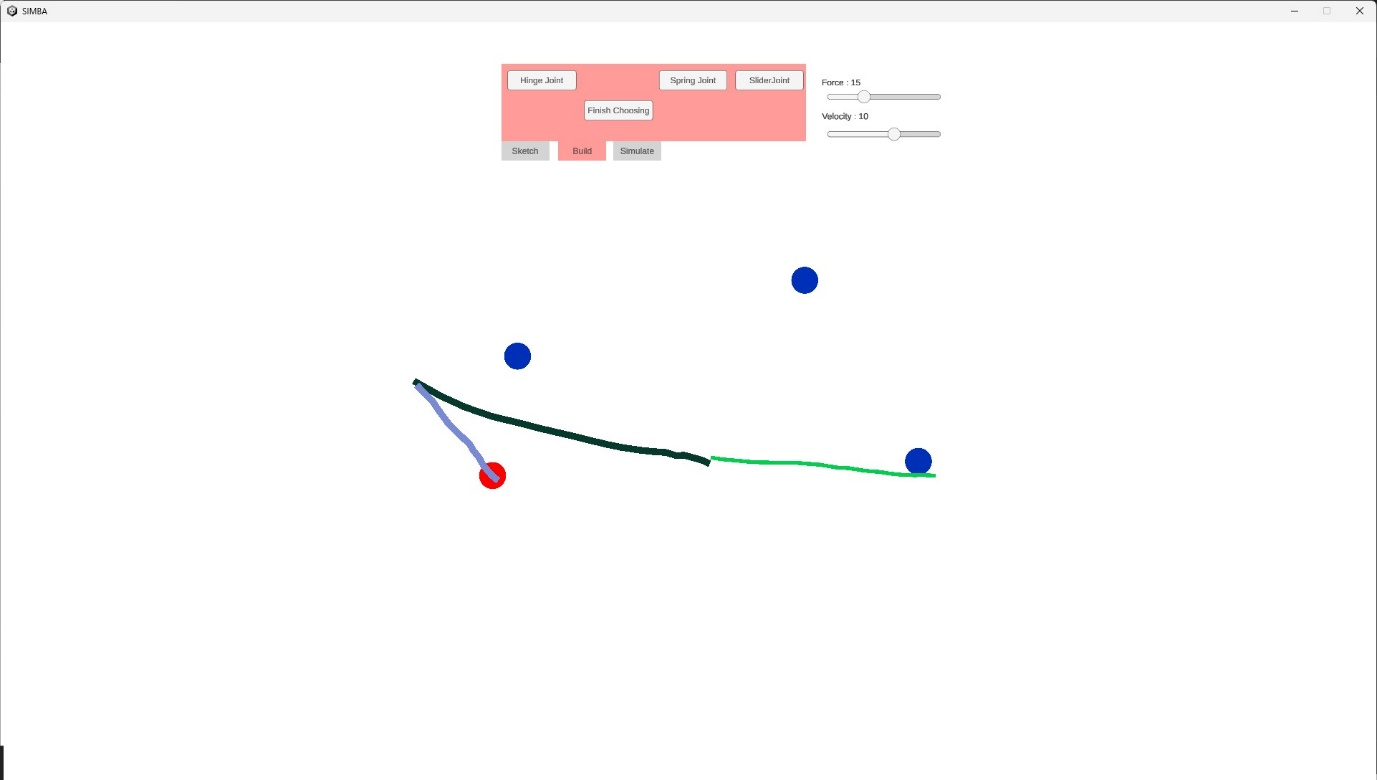 SIMBA
Hinge Joint
Spring Joint
SliderJoint
Finish Choosing
Force : 15
Velocity : 10
Sketch
Build
Simulate